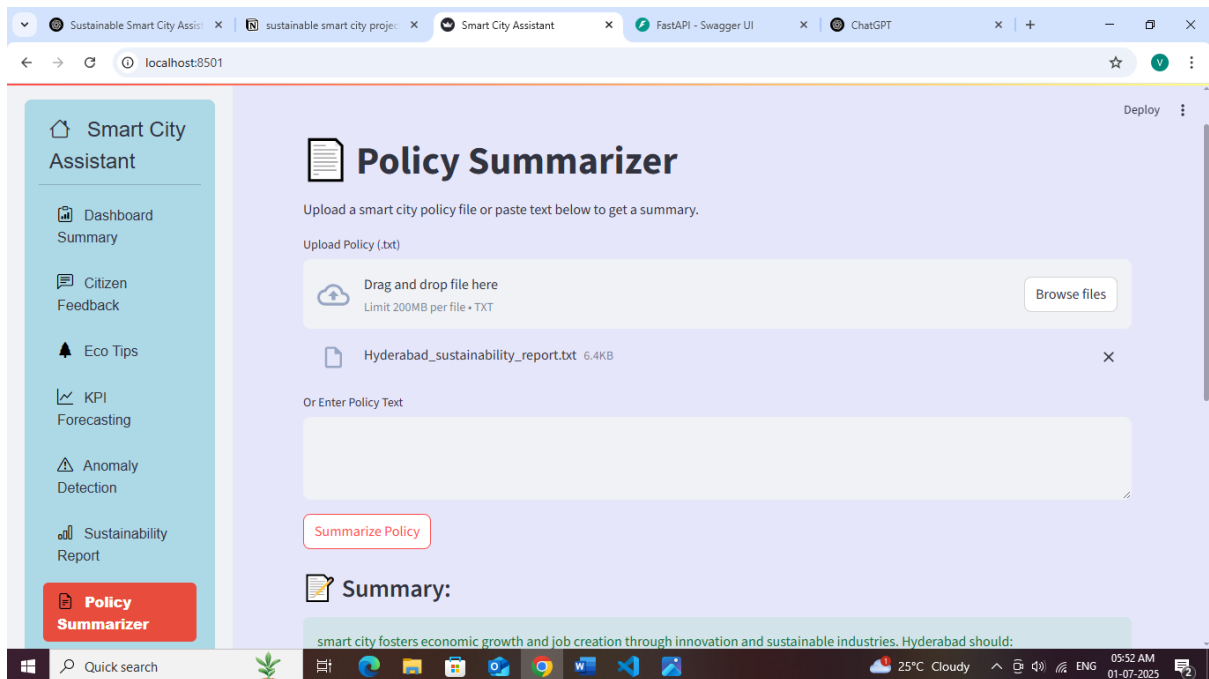 Sustainable Smart City Assist
sustainable smart city projec
Smart City Assistant
FastAPI - Swagger UI
ChatGPT
localhost:8501
V
Deploy
Smart City
Assistant
Dashboard
Summary
Citizen
Feedback
Eco Tips
KPI
Forecasting
Anomaly
Detection
Sustainability
Report
Policy
Summarizer
Policy Summarizer
Upload a smart city policy file or paste text below to get a summary.
Upload Policy (.txt)
Drag and drop file here
Limit 200MB per file • TXT
Browse files
Hyderabad_sustainability_report.txt 6.4KB
Or Enter Policy Text
Summarize Policy
Summary:
smart city fosters economic growth and job creation through innovation and sustainable industries. Hyderabad should:
Quick search
25°C Cloudy
ENG
05:52 AM
01-07-2025
2